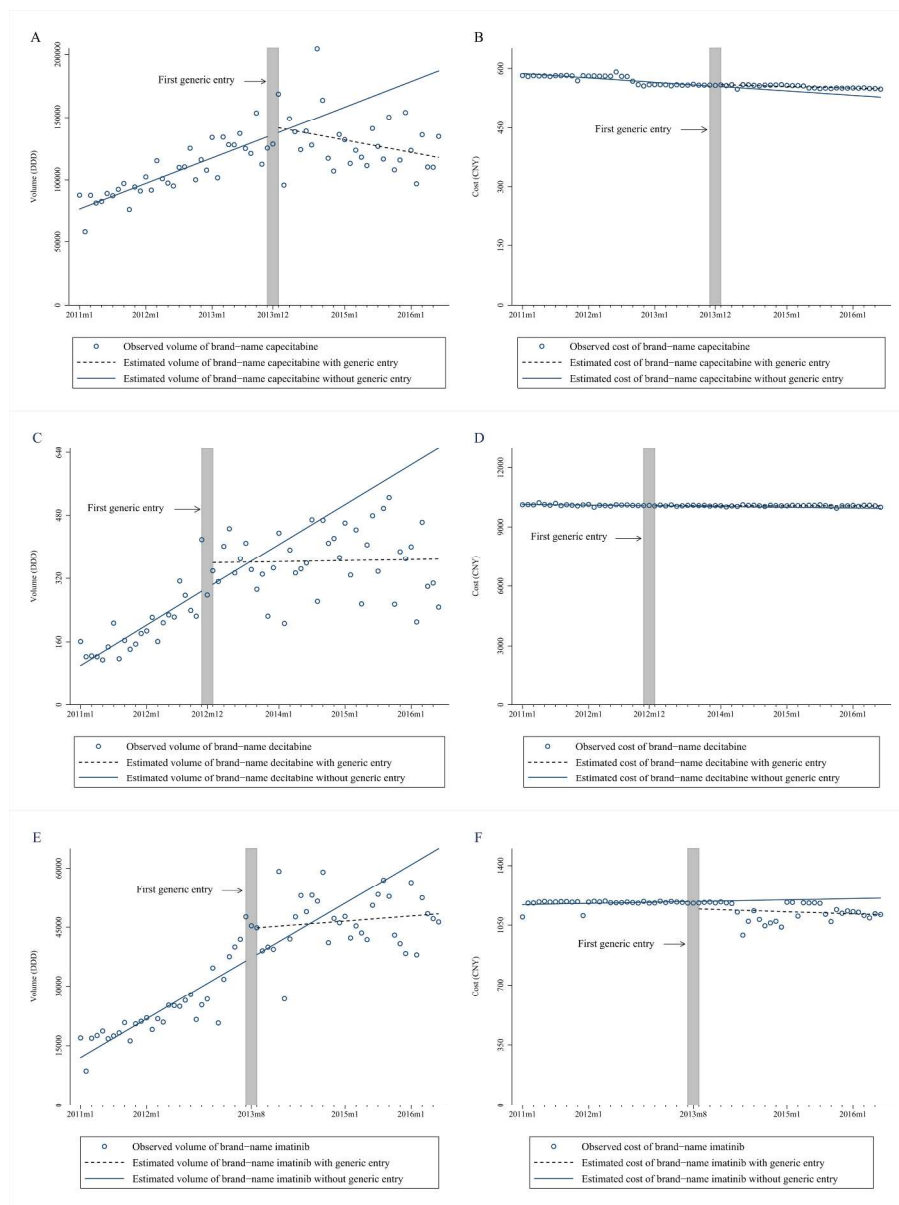 A
200000
150000
100000
50000
0
Volume (DDD)
First generic entry
2011m1 2012m1 2013m1 2013m12 2015m1 2016m1
Observed volume of brand-name capecitabine
Estimated volume of brand-name capecitabine with generic entry
Estimated volume of brand-name capecitabine without generic entry
B
600
450
300
150
0
Cost (CNY)
First generic entry
2011m1 2012m1 2013m1 2013m12 2015m1 2016m1
Observed cost of brand-name capecitabine
Estimated cost of brand-name capecitabine with generic entry
Estimated cost of brand-name capecitabine without generic entry
C
640
480
320
160
0
Volume (DDD)
First generic entry
2011m1 2012m1 2012m12 2014m1 2015m1 2016m1
Observed volume of brand-name decitabine
Estimated volume of brand-name decitabine with generic entry
Estimated volume of brand-name decitabine without generic entry
D
12000
9000
6000
3000
0
Cost (CNY)
First generic entry
2011m1 2012m1 2012m12 2014m1 2015m1 2016m1
Observed cost of brand-name decitabine
Estimated cost of brand-name decitabine with generic entry
Estimated cost of brand-name decitabine without generic entry
E
60000
45000
30000
15000
0
Volume (DDD)
First generic entry
2011m1 2012m1 2013m8 2015m1 2016m1
Observed volume of brand-name imatinib
Estimated volume of brand-name imatinib with generic entry
Estimated volume of brand-name imatinib without generic entry
F
1400
1050
700
350
0
Cost (CNY)
First generic entry
2011m1 2012m1 2013m8 2015m1 2016m1
Observed cost of brand-name imatinib
Estimated cost of brand-name imatinib with generic entry
Estimated cost of brand-name imatinib without generic entry